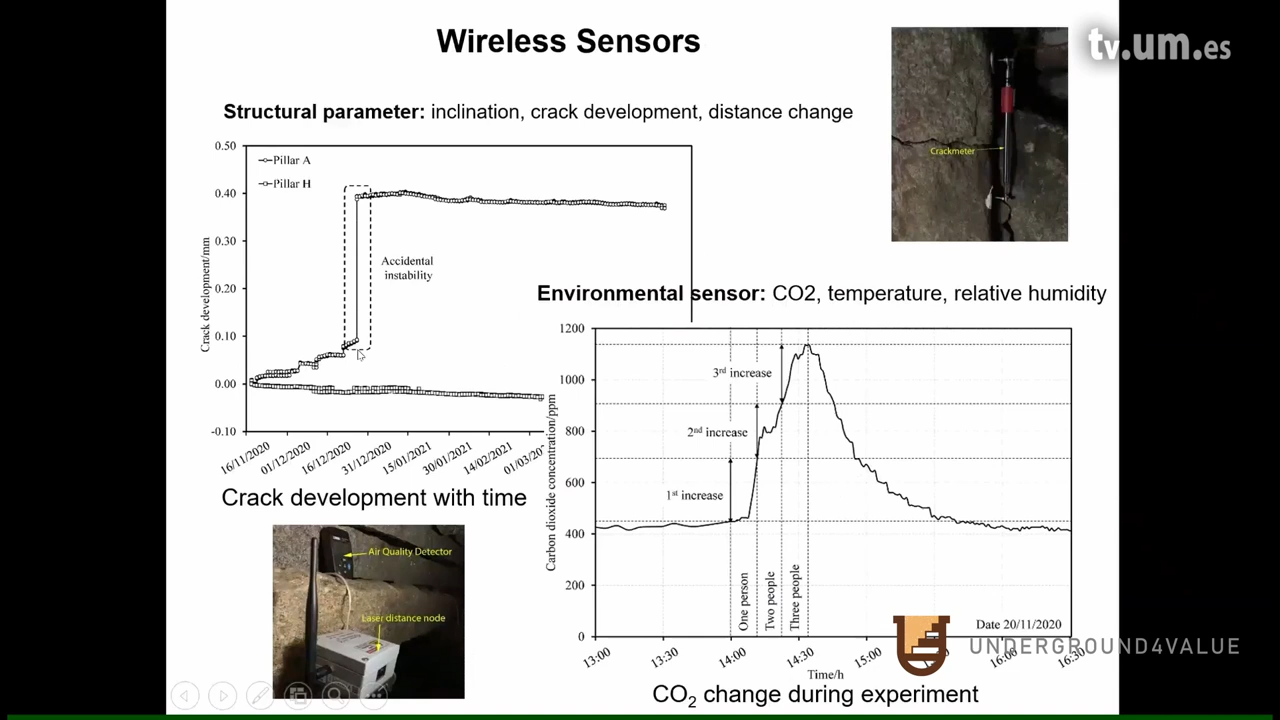 Wireless Sensors
tv.um.es
Structural parameter: inclination, crack development, distance change
Crackmeter
0.50
0.40
0.30
0.20
0.10
0.00
-0.10
Crack development/mm
Pillar A
Pillar H
Accidental
instability
16/11/2020
01/12/2020
16/12/2020
31/12/2020
15/01/2021
30/01/2021
14/02/2021
Crack development with time
Air Quality Detector
Laser distance node
Environmental sensor: CO2, temperature, relative humidity
1200
1000
800
600
400
200
0
Carbon dioxide concentration/ppm
3rd increase
2nd increase
1st increase
One person
Two people
Three people
Date 20/11/2020
13:00
13:30
14:00
14:30
15:00
16:30
Time/h
UNDERGROUND4VALUE
CO2 change during experiment